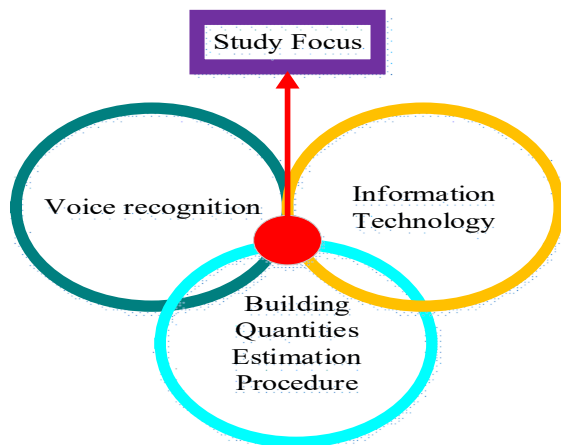 Study Focus
Voice recognition
Information
Technology
Building
Quantities
Estimation
Procedure